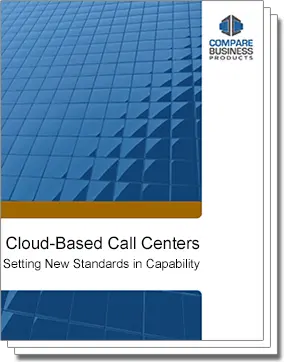 COMPARE
BUSINESS
PRODUCTS
Cloud-Based Call Centers
Setting New Standards in Capability